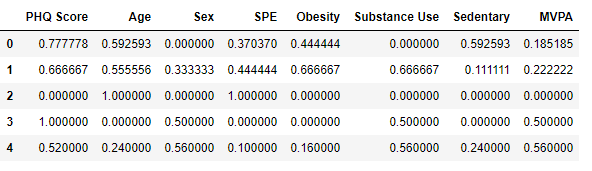 PHQ Score Age Sex SPE Obesity Substance Use Sedentary MVPA
0 0.777778 0.592593 0.000000 0.370370 0.444444 0.000000 0.592593 0.185185
1 0.666667 0.555556 0.333333 0.444444 0.666667 0.666667 0.111111 0.222222
2 0.000000 1.000000 0.000000 1.000000 0.000000 0.000000 0.000000 0.000000
3 1.000000 0.000000 0.500000 0.000000 0.000000 0.500000 0.000000 0.500000
4 0.520000 0.240000 0.560000 0.100000 0.160000 0.560000 0.240000 0.560000